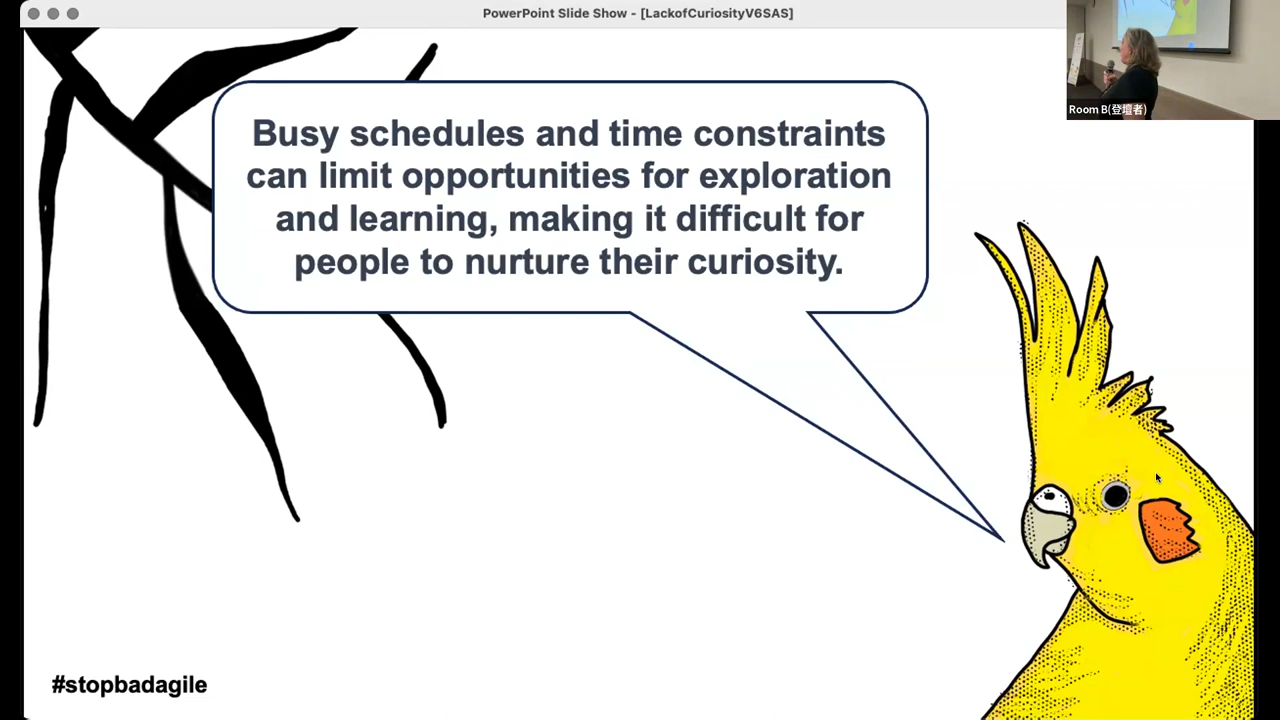 PowerPoint Slide Show - [LackofCuriosityV6SAS]
Room B(登壇者)
Busy schedules and time constraints
can limit opportunities for exploration
and learning, making it difficult for
people to nurture their curiosity.
#stopbadagile